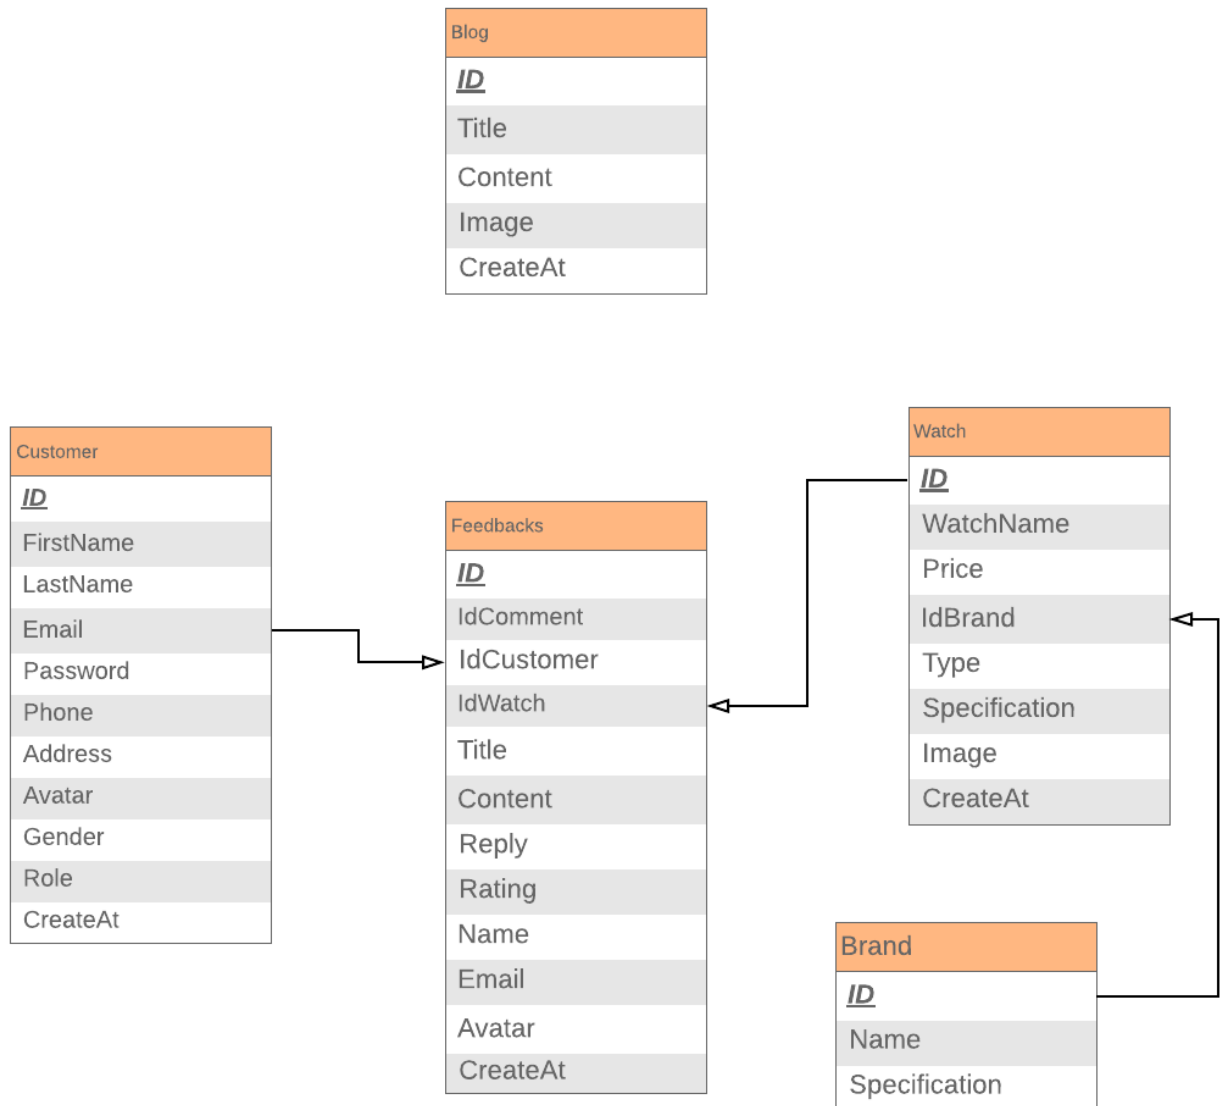 Blog
ID
Title
Content
Image
CreateAt
Customer
ID
FirstName
LastName
Email
Password
Phone
Address
Avatar
Gender
Role
CreateAt
Feedbacks
ID
IdComment
IdCustomer
IdWatch
Title
Content
Reply
Rating
Name
Email
Avatar
CreateAt
Watch
ID
WatchName
Price
IdBrand
Type
Specification
Image
CreateAt
Brand
ID
Name
Specification